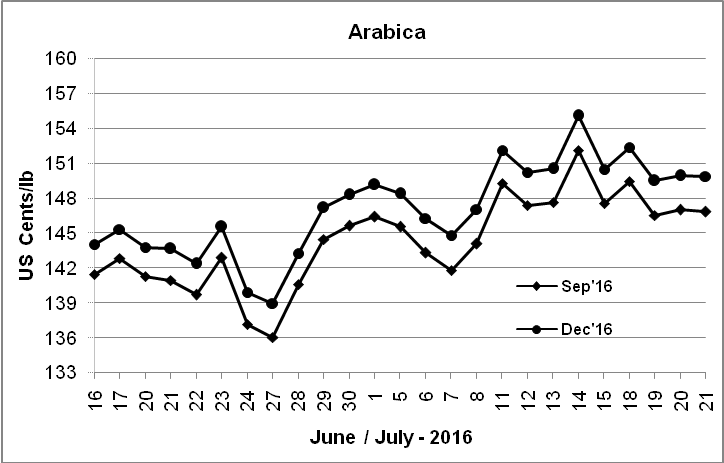 Arabica
160
157
154
151
148
145
142
139
136
133
US Cents/lb
Sep'16
Dec'16
16 17 20 21 22 23 24 27 28 29 30 1 5 6 7 8 11 12 13 14 15 18 19 20 21
June / July - 2016